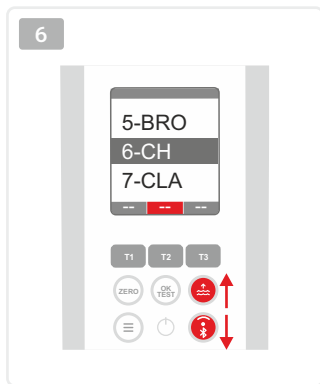 6
5-BRO
6-CH
7-CLA
-- -- --
T1 T2 T3
ZERO OK
TEST